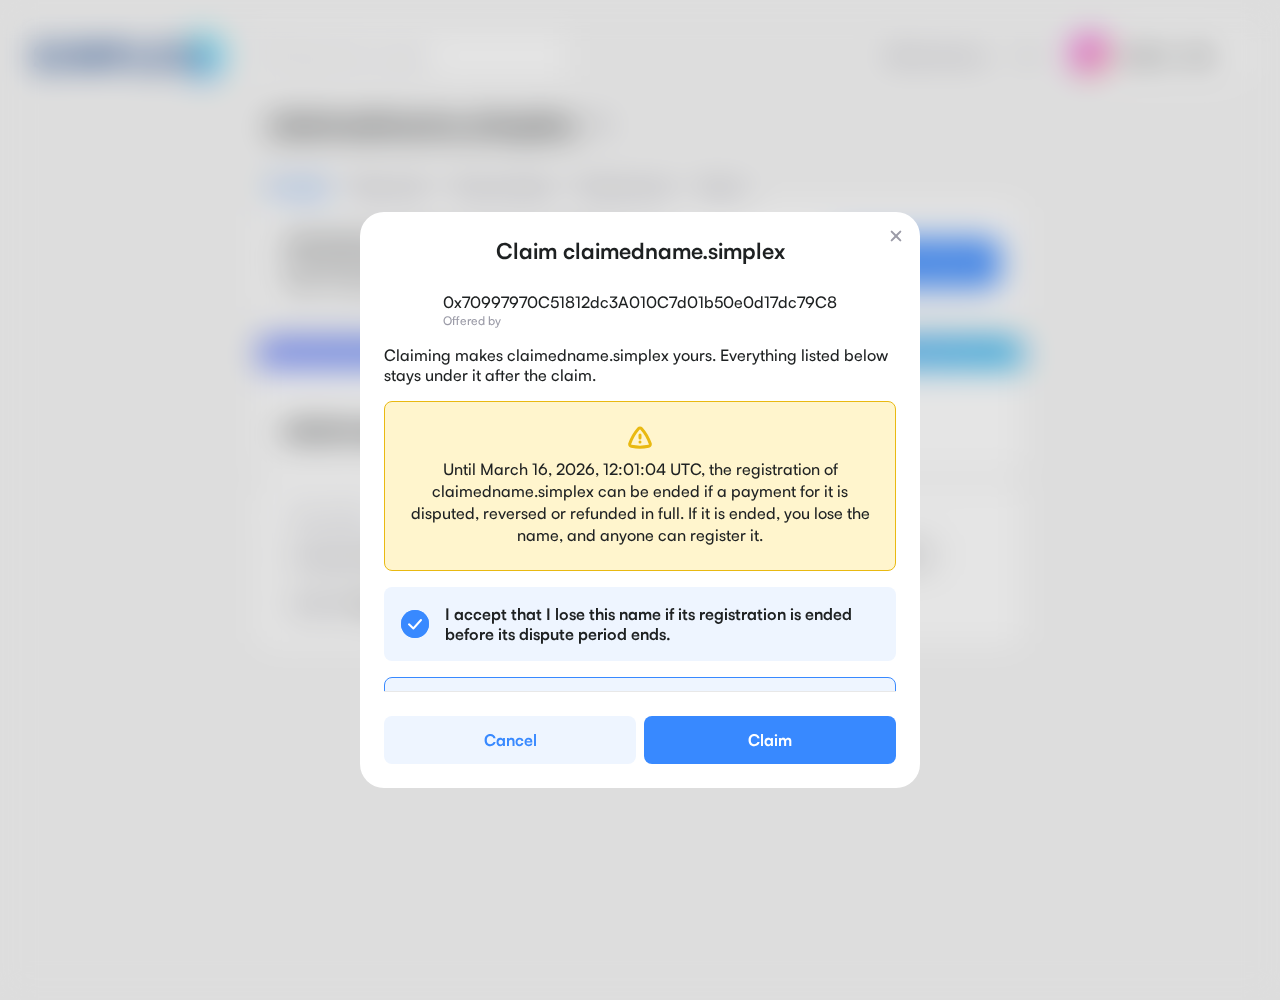 Claim claimedname.simplex
0x70997970C51812dc3A010C7d01b50e0d17dc79C8
Offered by
Claiming makes claimedname.simplex yours. Everything listed below
stays under it after the claim.
Until March 16, 2026, 12:01:04 UTC, the registration of
claimedname.simplex can be ended if a payment for it is
disputed, reversed or refunded in full. If it is ended, you lose the
name, and anyone can register it.
I accept that I lose this name if its registration is ended
before its dispute period ends.
Cancel
Claim